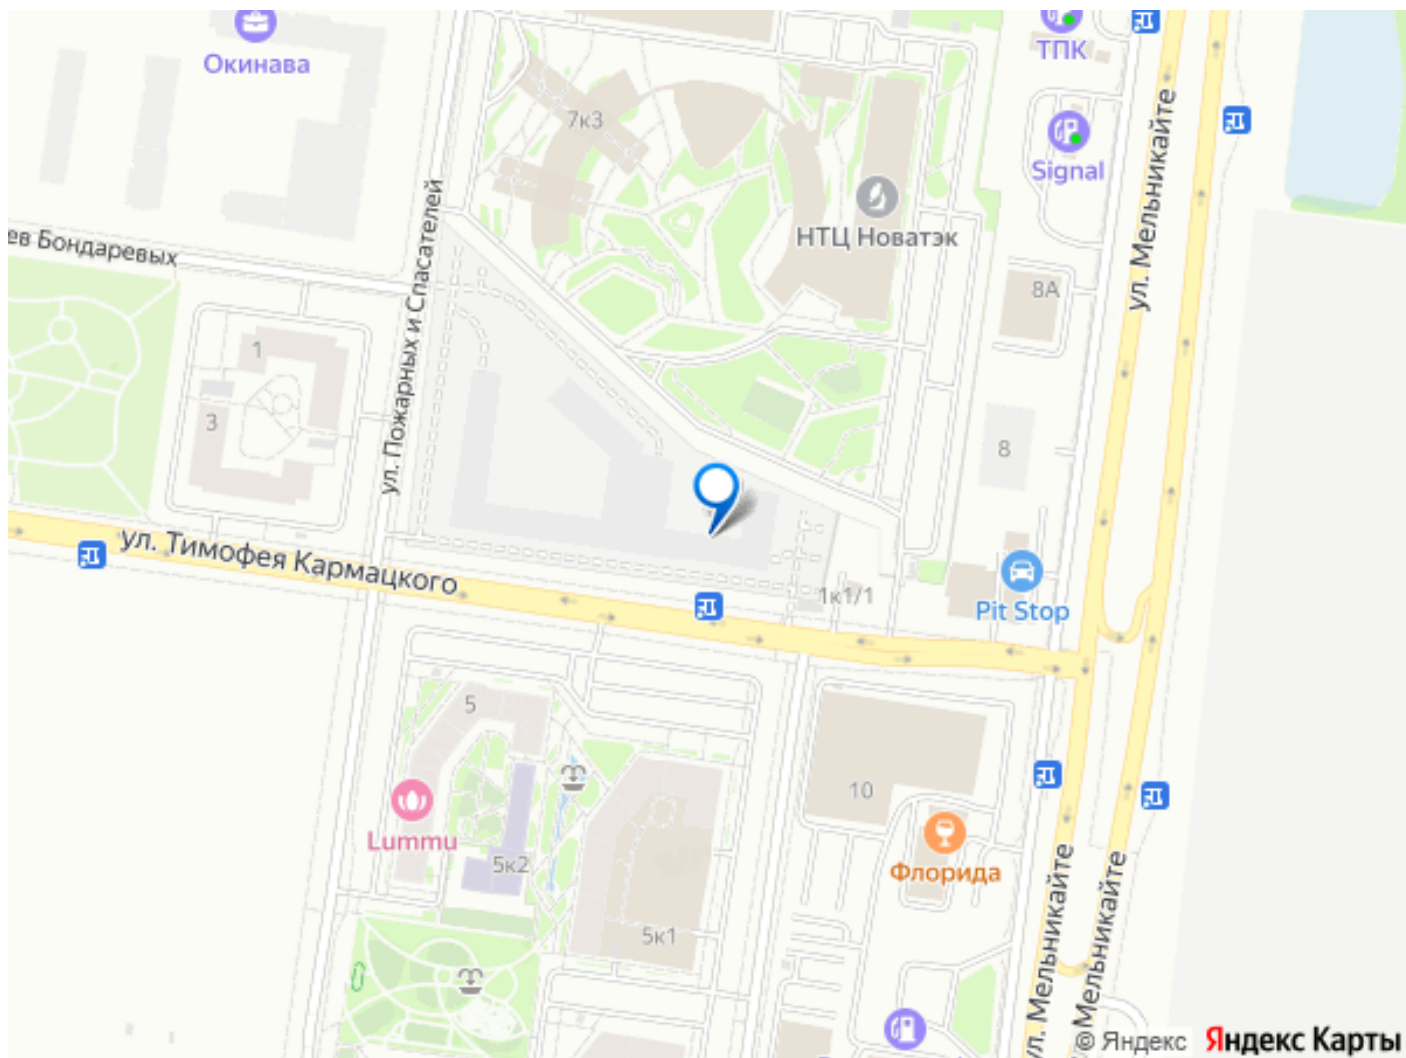 Окинава
ТПК
Signal
7к3
НТЦ Новатэк
ул. Мельникайте
ев Бондаревых
ул. Пожарных и Спасателей
8А
1
3
8
ул. Тимофея Кармацкого
1к1/1
Pit Stop
5
Lummu
5к2
10
Флорида
5к1
ул. Мельникайте
Мельникайте
© Яндекс
Яндекс Карты